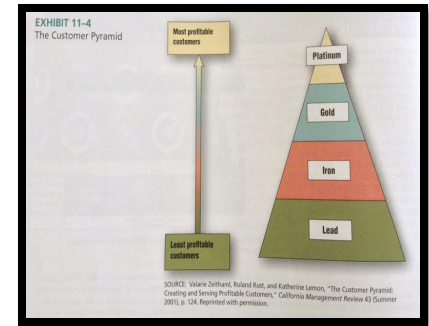 EXHIBIT 11–4
The Customer Pyramid
Most profitable
customers
Platinum
Gold
Iron
Lead
Least profitable
customers
SOURCE: Valarie Zeithaml, Roland Rust, and Katherine Lemon, "The Customer Pyramid:
Creating and Serving Profitable Customers," California Management Review 43 (Summer
2001), p. 124. Reprinted with permission.